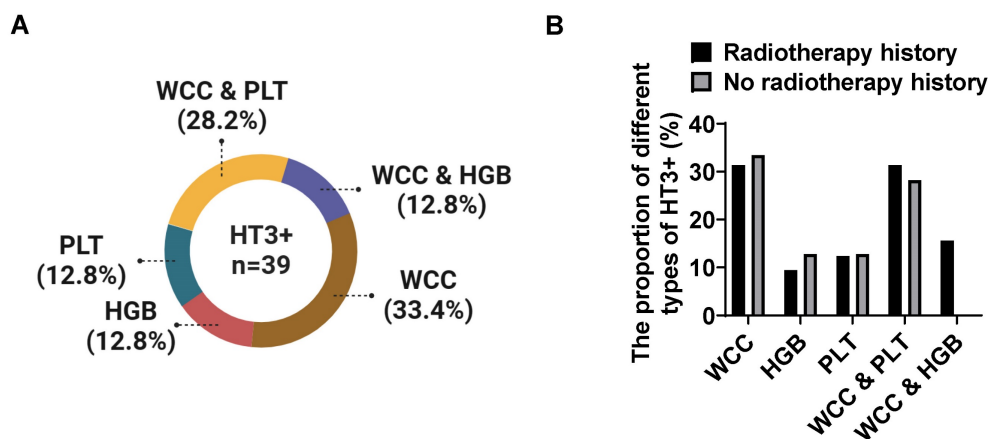 A
WCC & PLT
(28.2%)
WCC & HGB
(12.8%)
HT3+
n=39
PLT
(12.8%)
WCC
(33.4%)
HGB
(12.8%)
B
Radiotherapy history
No radiotherapy history
The proportion of different
types of HT3+ (%)
40
30
20
10
0
WCC
HGB
PLT
WCC & PLT
WCC & HGB